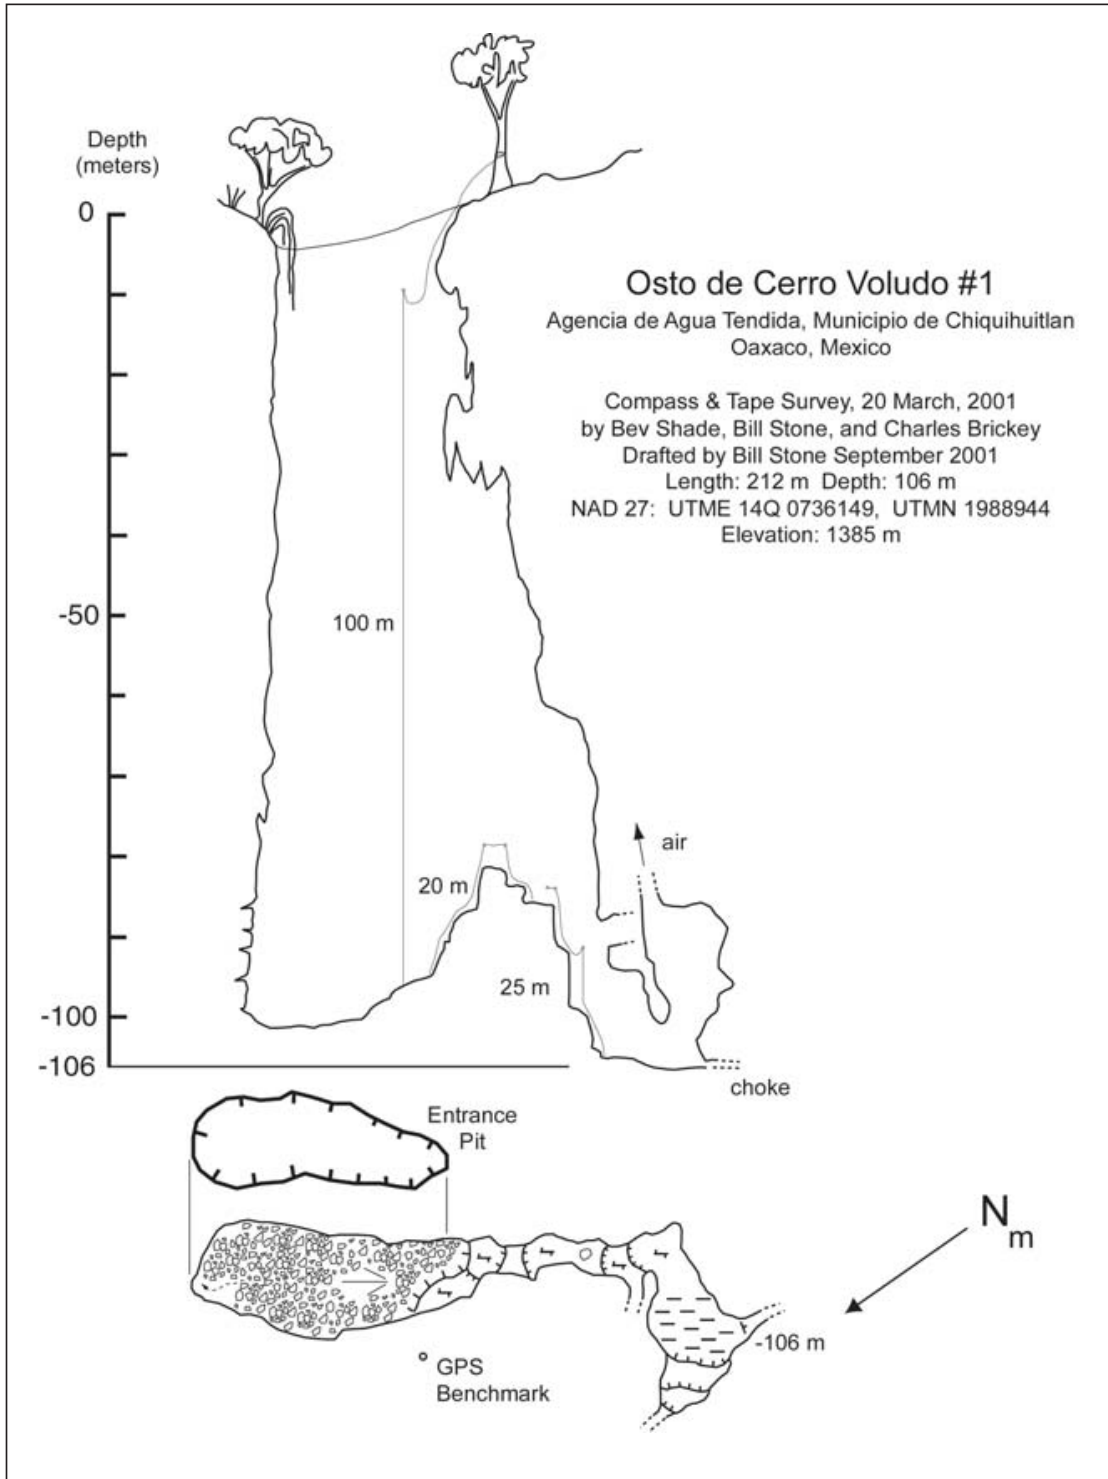 Depth
(meters)
0
Osto de Cerro Voludo #1
Agencia de Agua Tendida, Municipio de Chiquihuitlan
Oaxaco, Mexico
Compass & Tape Survey, 20 March, 2001
by Bev Shade, Bill Stone, and Charles Brickey
Drafted by Bill Stone September 2001
Length: 212 m Depth: 106 m
NAD 27: UTME 14Q 0736149, UTMN 1988944
Elevation: 1385 m
-50
100 m
air
20 m
25 m
-100
-106
choke
Entrance
Pit
Nm
-106 m
GPS
Benchmark